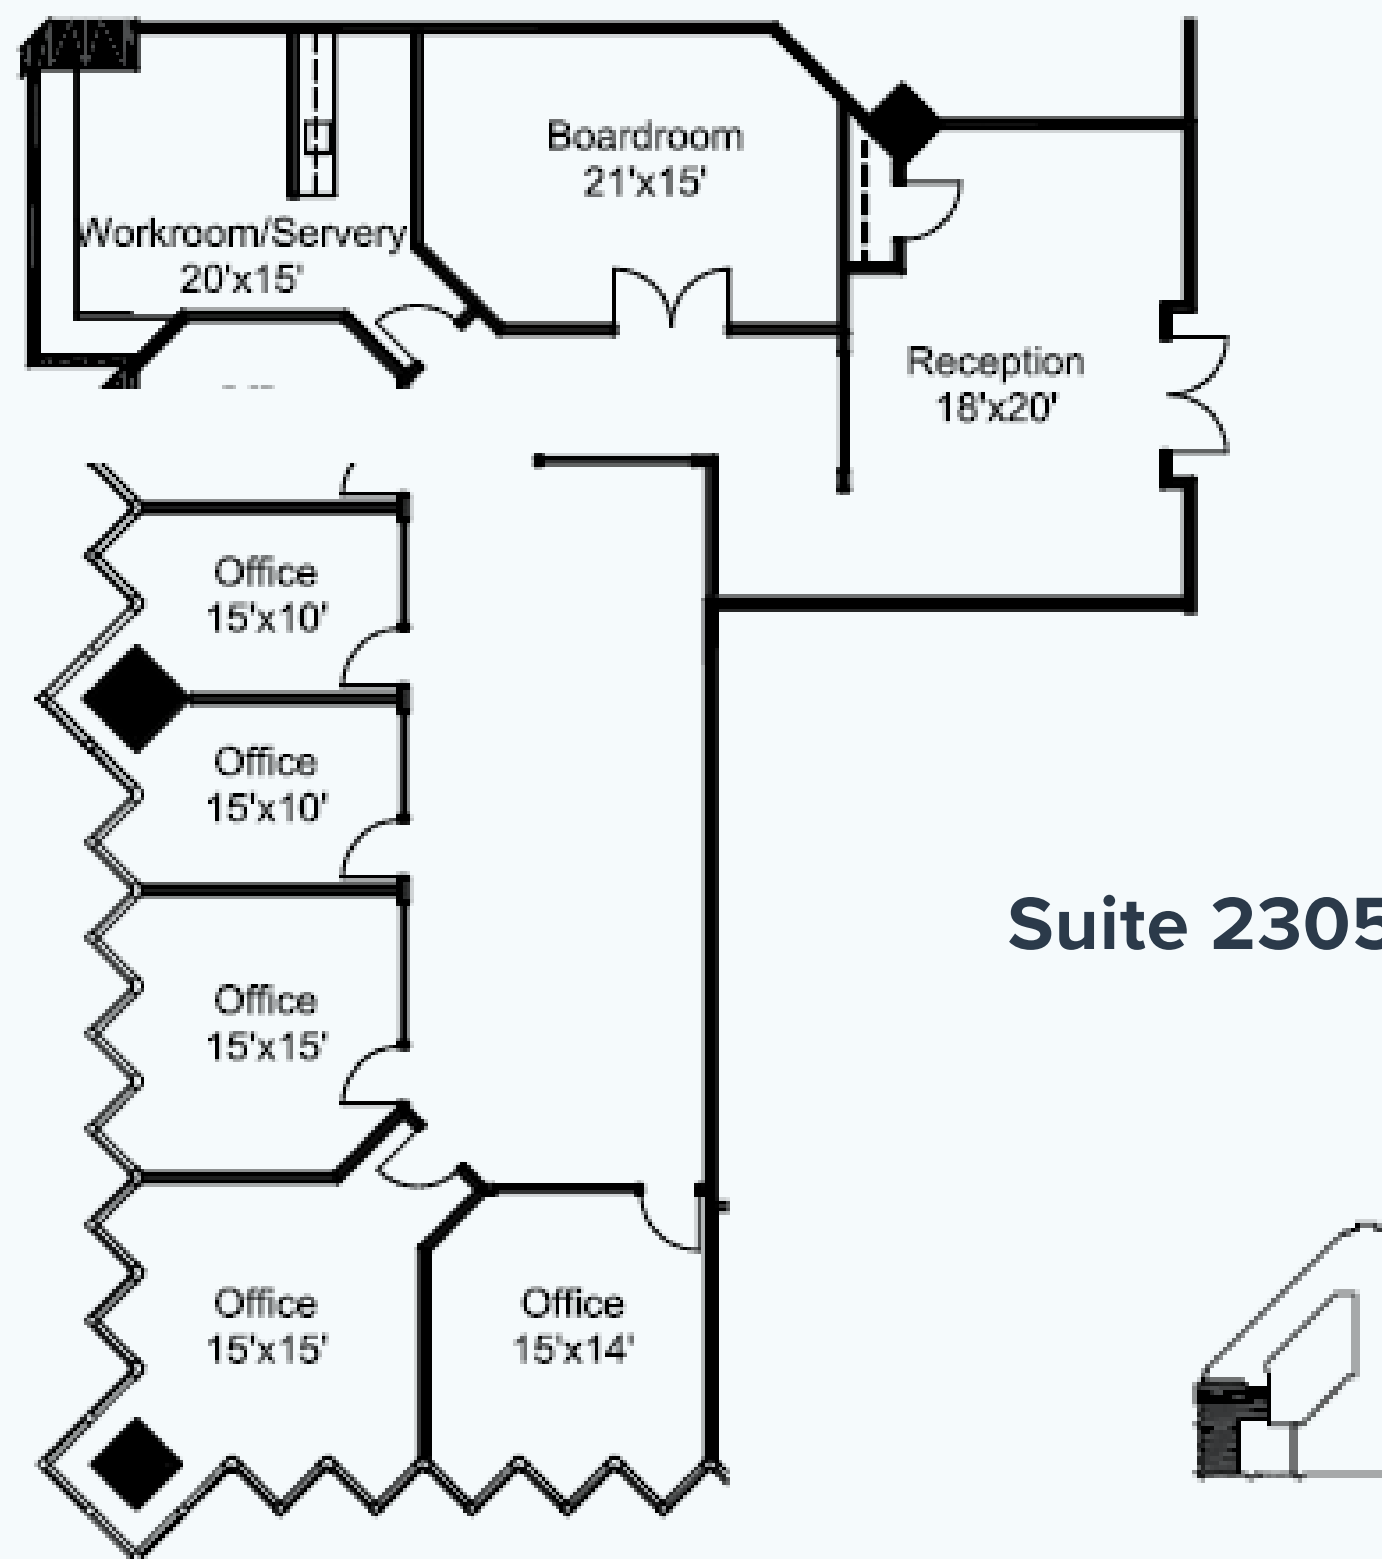 Boardroom
21'x15'
Workroom/Servery
20'x15'
Reception
18'x20'
Office
15'x10'
Office
15'x10'
Suite 2305
Office
15'x15'
Office
15'x15'
Office
15'x14'